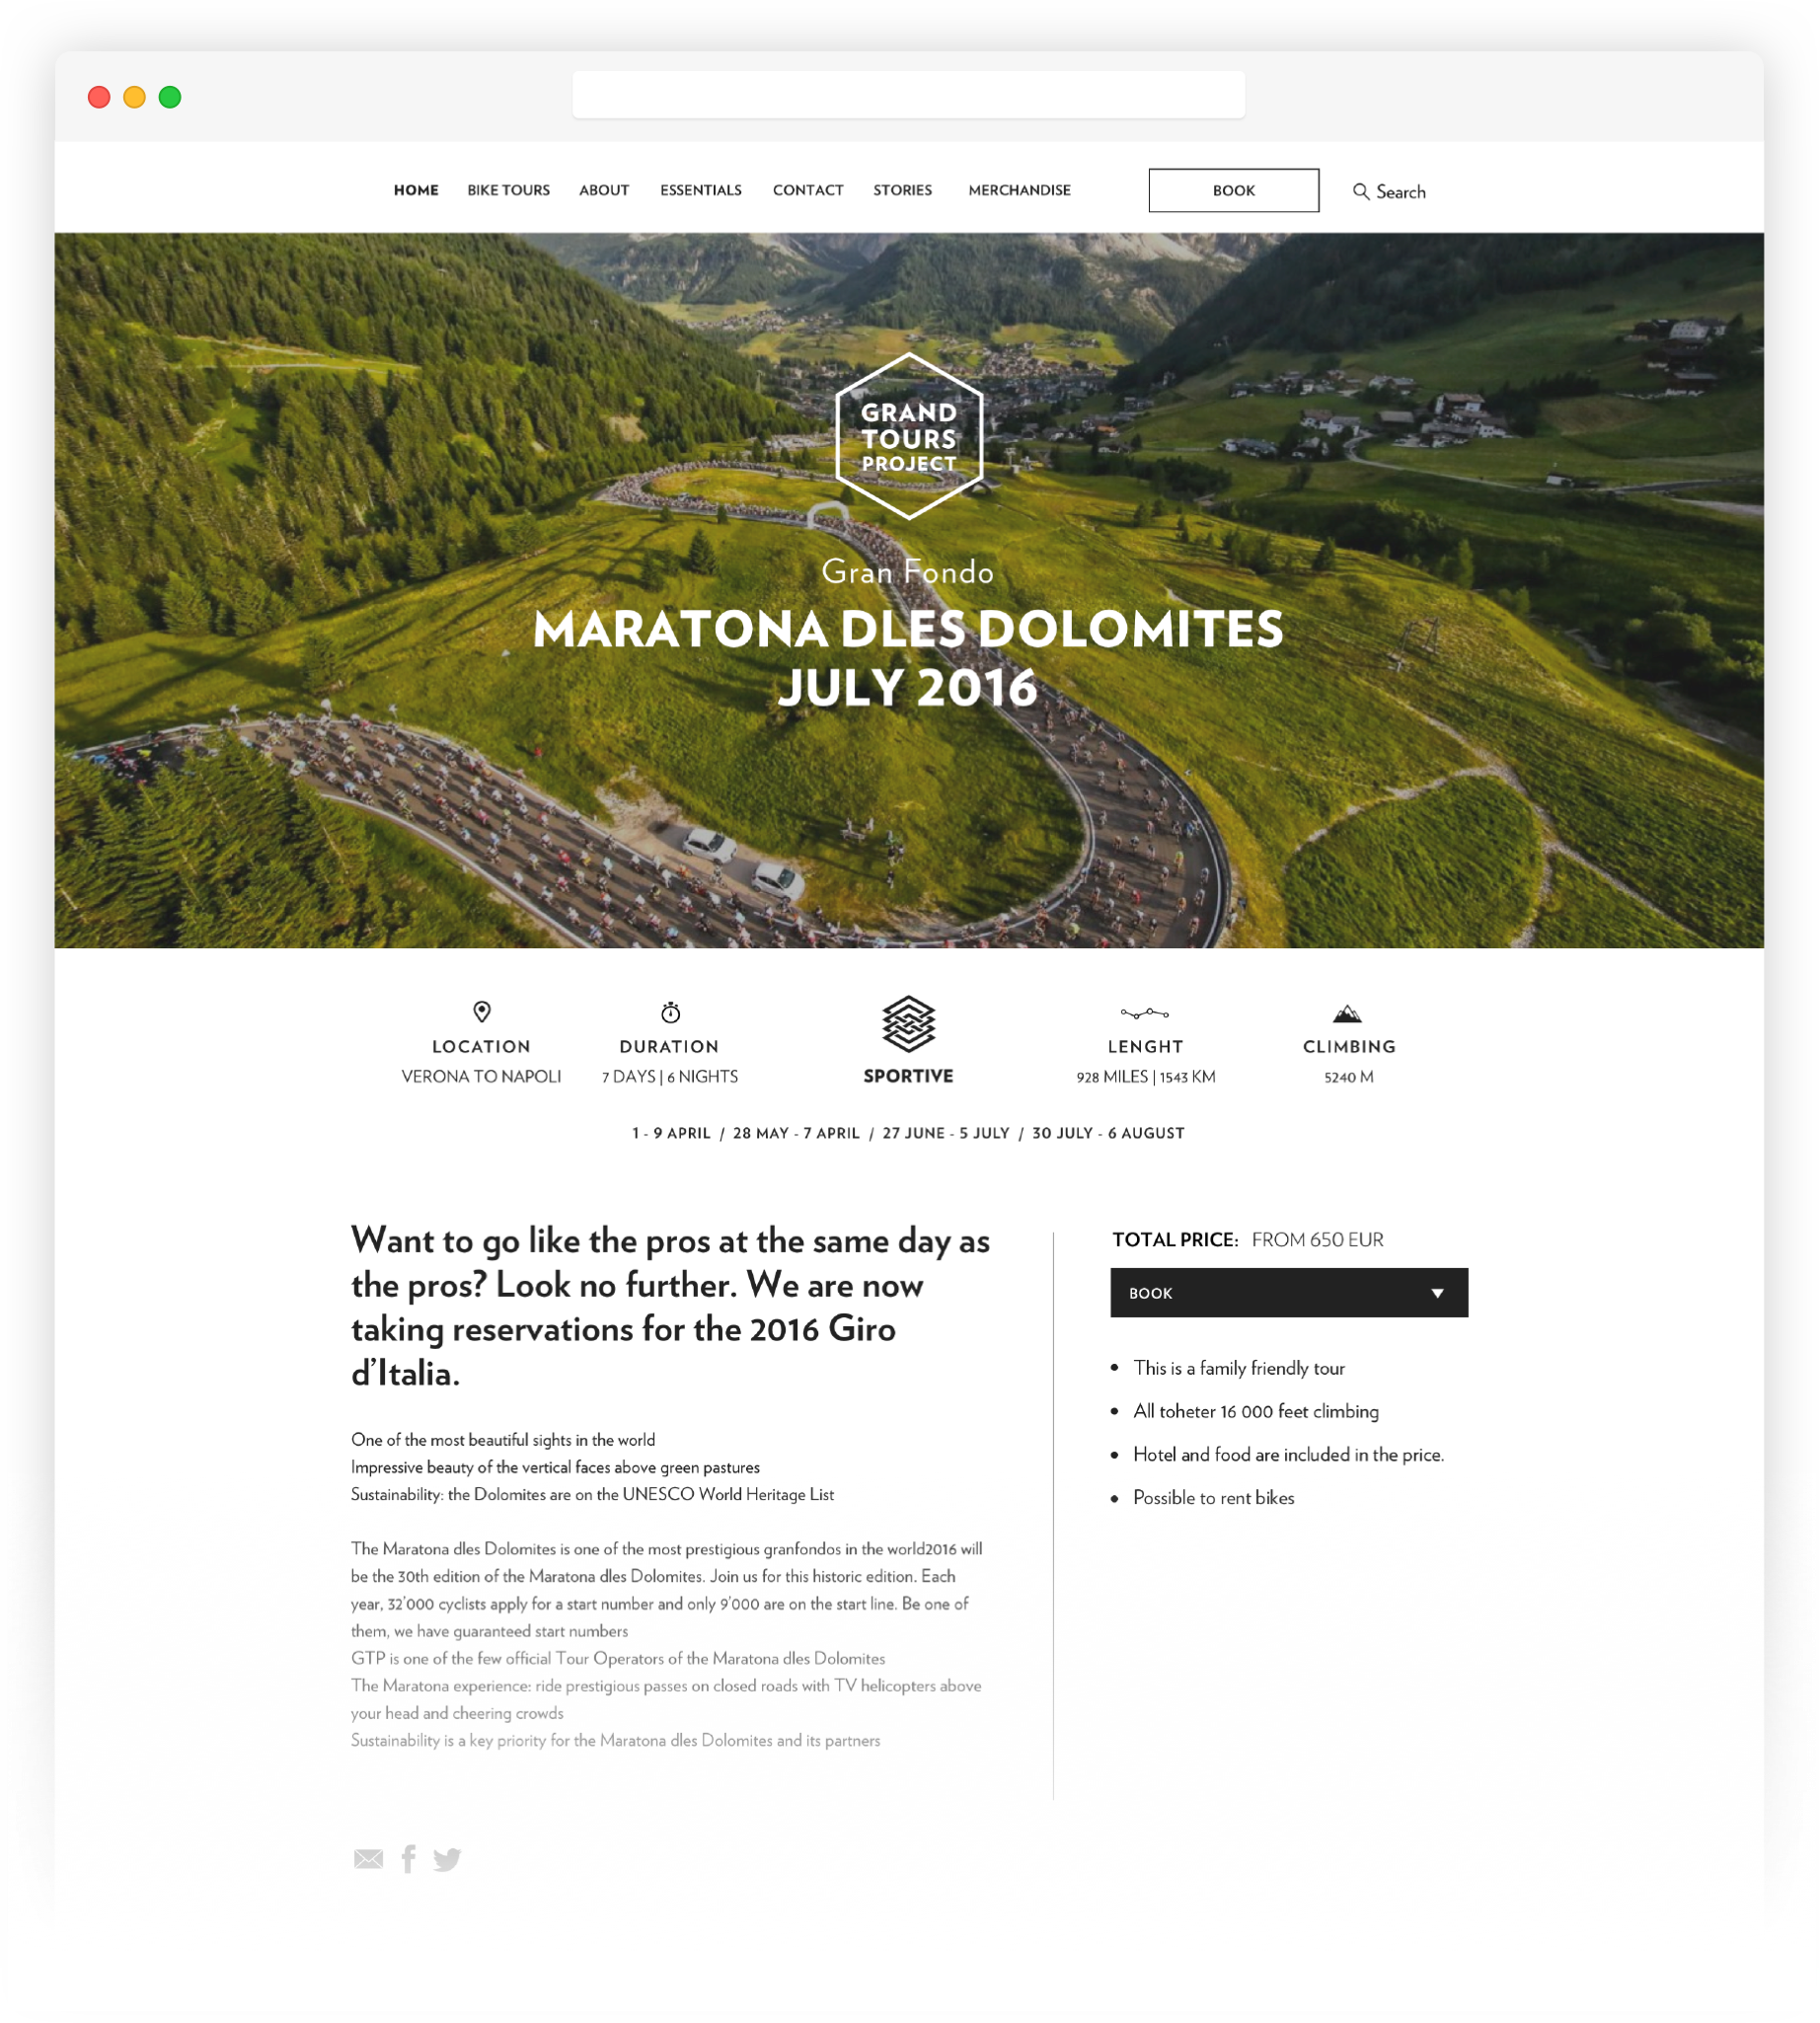 HOME BIKE TOURS ABOUT ESSENTIALS CONTACT STORIES MERCHANDISE BOOK Search
GRAND
TOURS
PROJECT
Gran Fondo
MARATONA DLES DOLOMITES
JULY 2016
LOCATION DURATION LENGHT CLIMBING
VERONA TO NAPOLI 7 DAYS | 6 NIGHTS SPORTIVE 928 MILES | 1543 KM 5240 M
1 - 9 APRIL / 28 MAY - 7 APRIL / 27 JUNE - 5 JULY / 30 JULY - 6 AUGUST
Want to go like the pros at the same day as
the pros? Look no further. We are now
taking reservations for the 2016 Giro
d’Italia.
One of the most beautiful sights in the world
Impressive beauty of the vertical faces above green pastures
Sustainability: the Dolomites are on the UNESCO World Heritage List
The Maratona dles Dolomites is one of the most prestigious granfondos in the world2016 will
be the 30th edition of the Maratona dles Dolomites. Join us for this historic edition. Each
year, 32’000 cyclists apply for a start number and only 9’000 are on the start line. Be one of
them, we have guaranteed start numbers
GTP is one of the few official Tour Operators of the Maratona dles Dolomites
The Maratona experience: ride prestigious passes on closed roads with TV helicopters above
your head and cheering crowds
Sustainability is a key priority for the Maratona dles Dolomites and its partners
TOTAL PRICE: FROM 650 EUR
BOOK
• This is a family friendly tour
• All toheter 16 000 feet climbing
• Hotel and food are included in the price.
• Possible to rent bikes